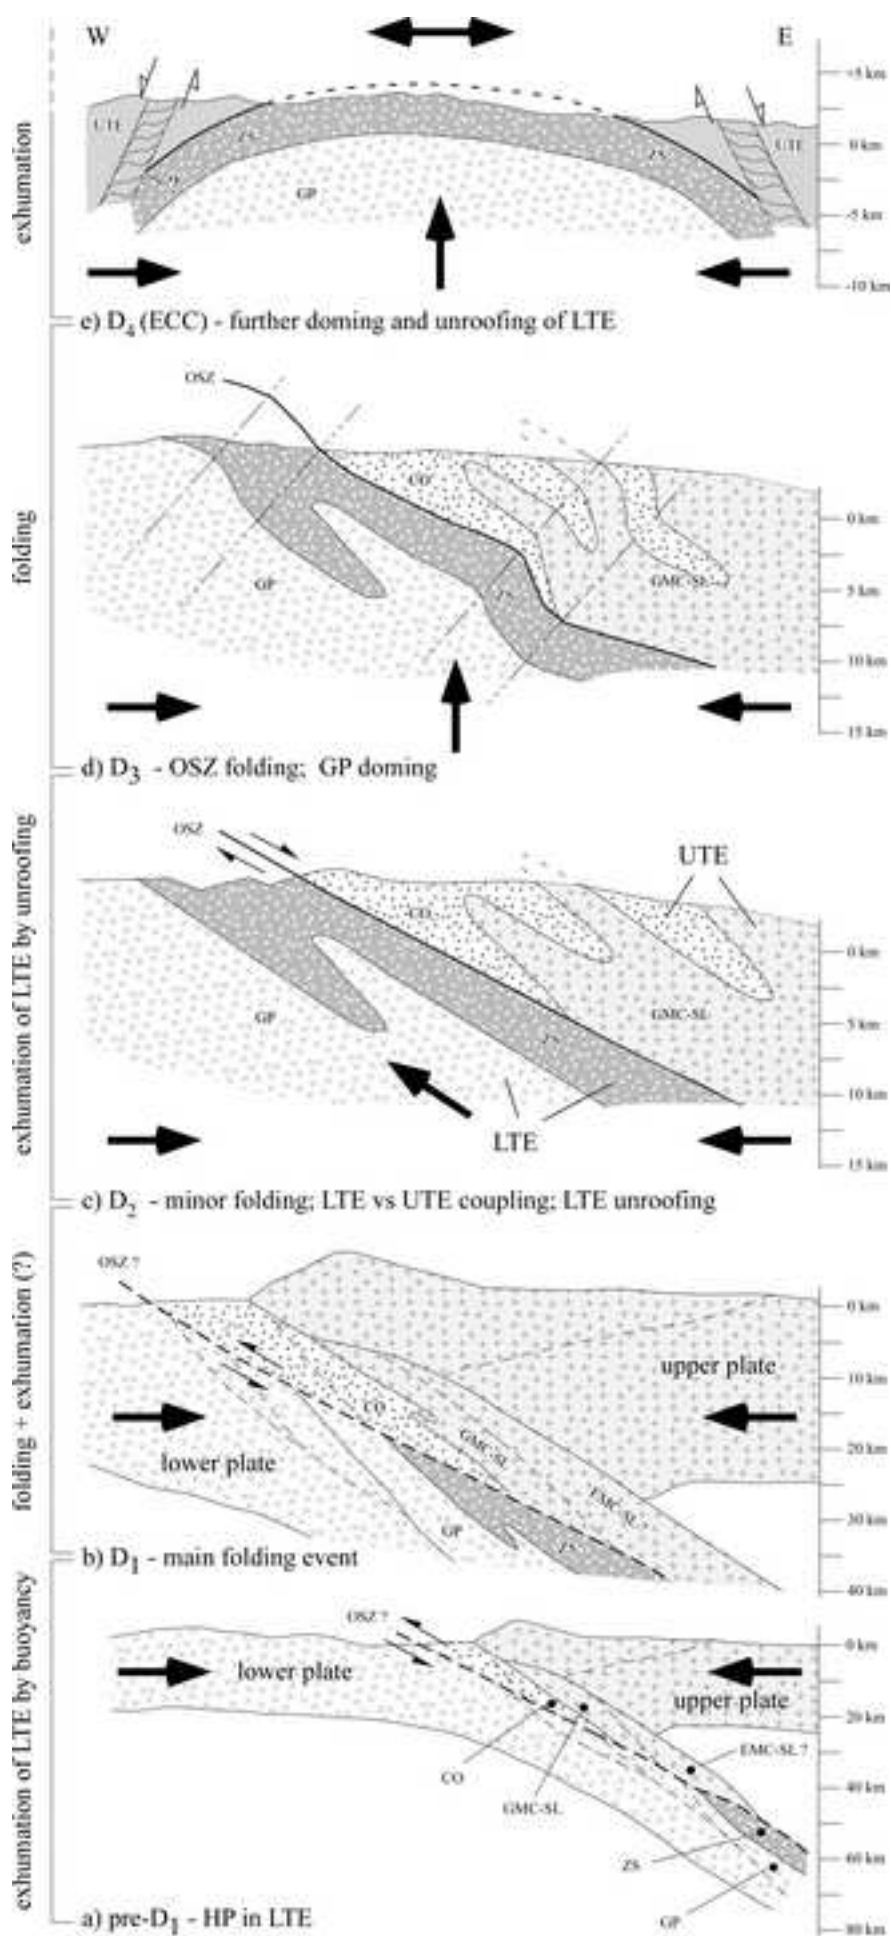 W E
+5 km
UTE ZS ZS UTE
0 km
GP
-5 km
-10 km
exhumation
e) D4 (ECC) - further doming and unroofing of LTE
OSZ
CO
0 km
GP GMC-SL
5 km
ZS
10 km
15 km
folding
d) D3 - OSZ folding; GP doming
OSZ
UTE
CO
0 km
GP GMC-SL
5 km
ZS
10 km
LTE
15 km
exhumation of LTE by unroofing
c) D2 - minor folding; LTE vs UTE coupling; LTE unroofing
OSZ ?
0 km
upper plate
10 km
CO
lower plate GMC-SL
20 km
EMC-SL ?
GP ZS
30 km
40 km
folding + exhumation (?)
b) D1 - main folding event
OSZ ?
0 km
lower plate
upper plate
20 km
CO EMC-SL ?
GMC-SL
40 km
ZS
60 km
GP
80 km
exhumation of LTE by buoyancy
a) pre-D1 - HP in LTE